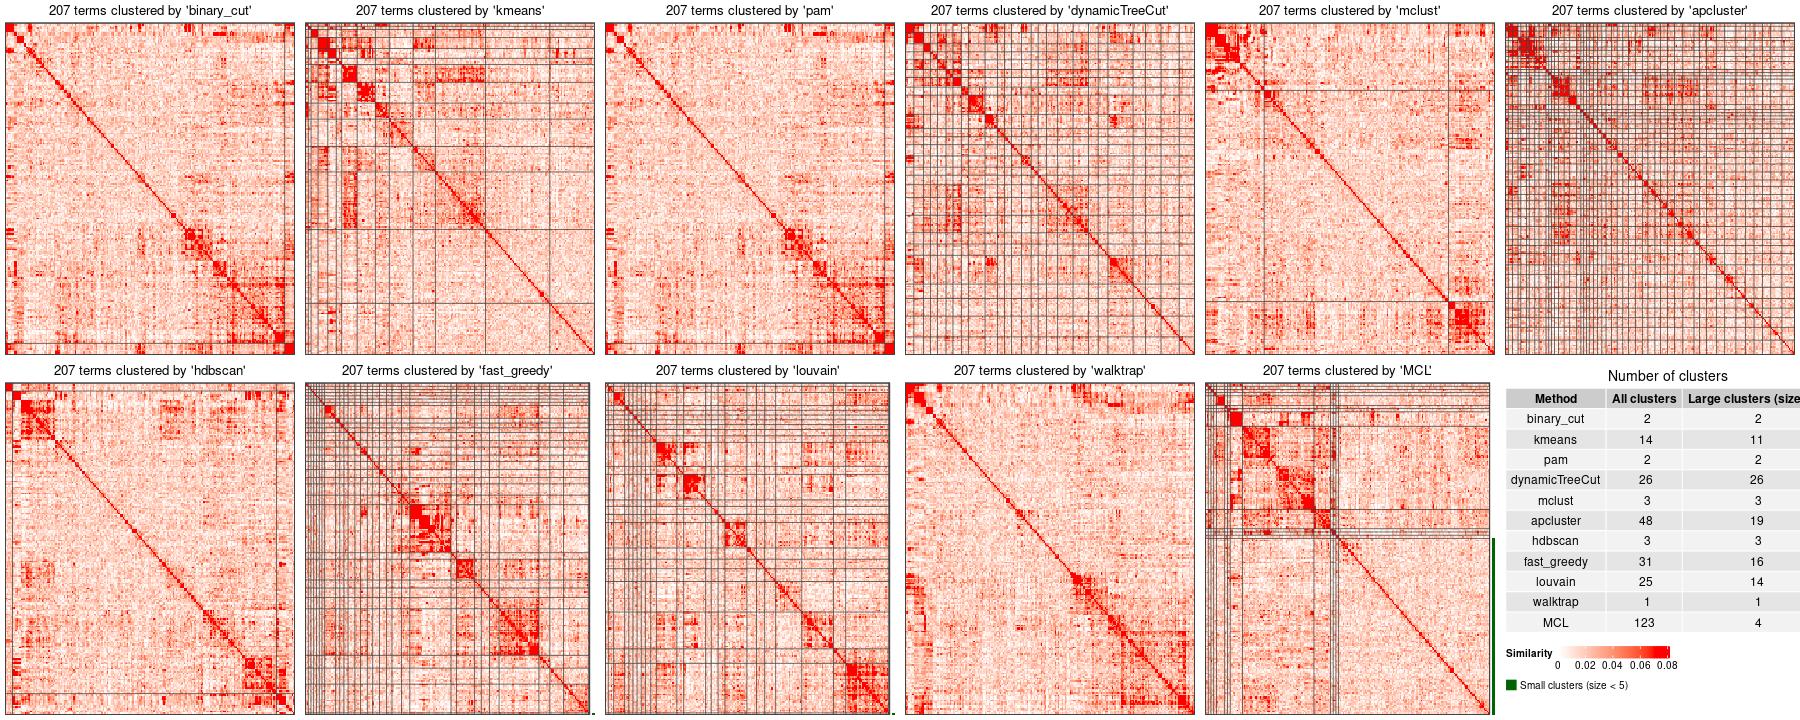 207 terms clustered by 'binary_cut'
207 terms clustered by 'kmeans'
207 terms clustered by 'pam'
207 terms clustered by 'dynamicTreeCut'
207 terms clustered by 'mclust'
207 terms clustered by 'apcluster'
207 terms clustered by 'hdbscan'
207 terms clustered by 'fast_greedy'
207 terms clustered by 'louvain'
207 terms clustered by 'walktrap'
207 terms clustered by 'MCL'
Number of clusters
Method All clusters Large clusters (size
binary_cut 2 2
kmeans 14 11
pam 2 2
dynamicTreeCut 26 26
mclust 3 3
apcluster 48 19
hdbscan 3 3
fast_greedy 31 16
louvain 25 14
walktrap 1 1
MCL 123 4
Similarity
0 0.02 0.04 0.06 0.08
Small clusters (size < 5)